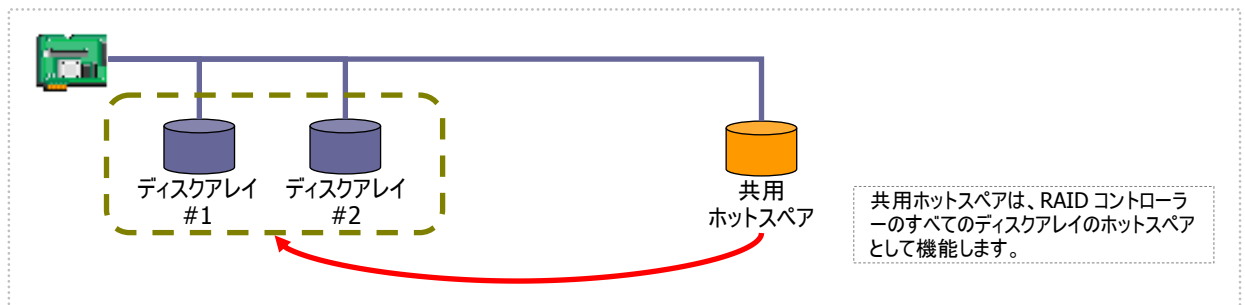 ディスクアレイ
#1
ディスクアレイ
#2
共用
ホットスペア
共用ホットスペアは、RAID コントローラ
ーのすべてのディスクアレイのホットスペア
として機能します。